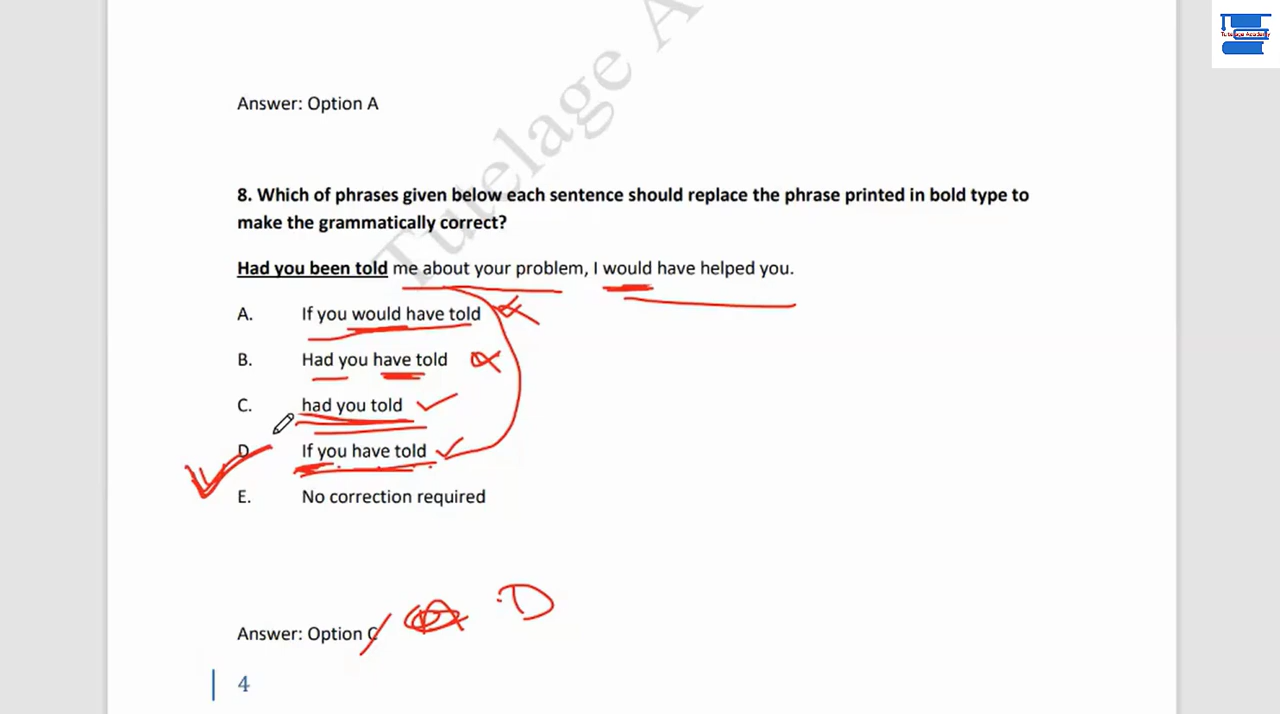 Tutelage Academy
Answer: Option A
Tutelage A
8. Which of phrases given below each sentence should replace the phrase printed in bold type to
make the grammatically correct?
Had you been told me about your problem, I would have helped you.
A. If you would have told
B. Had you have told
C. had you told
D. If you have told
E. No correction required
D
Answer: Option C
4